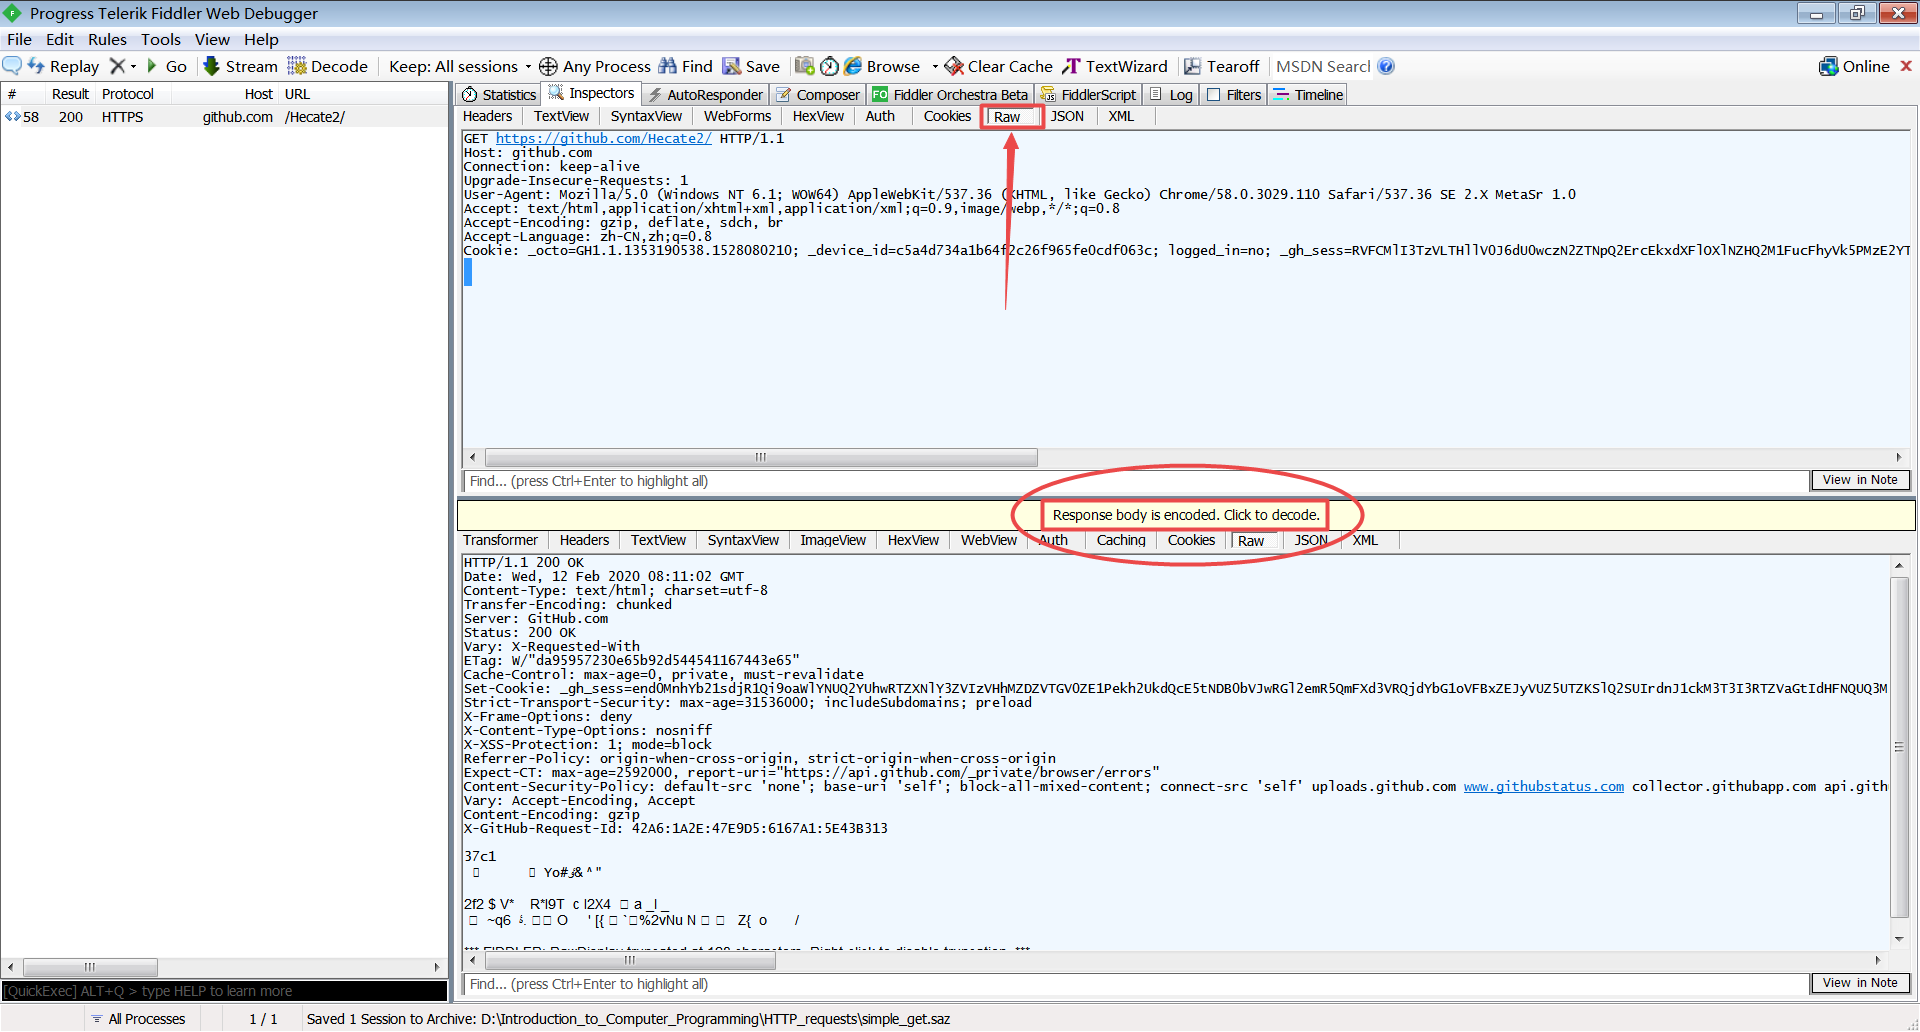 Progress Telerik Fiddler Web Debugger
File Edit Rules Tools View Help
Replay Go Stream Decode Keep: All sessions Any Process Find Save Browse Clear Cache TextWizard Tearoff MSDN Searcl Online
# Result Protocol Host URL
58 200 HTTPS github.com /Hecate2/
Statistics Inspectors AutoResponder Composer FO Fiddler Orchestra Beta FiddlerScript Log Filters Timeline
Headers TextView SyntaxView WebForms HexView Auth Cookies Raw JSON XML
GET https://github.com/Hecate2/ HTTP/1.1
Host: github.com
Connection: keep-alive
Upgrade-Insecure-Requests: 1
User-Agent: Mozilla/5.0 (Windows NT 6.1; WOW64) AppleWebKit/537.36 (KHTML, like Gecko) Chrome/58.0.3029.110 Safari/537.36 SE 2.X MetaSr 1.0
Accept: text/html,application/xhtml+xml,application/xml;q=0.9,image/webp,*/*;q=0.8
Accept-Encoding: gzip, deflate, sdch, br
Accept-Language: zh-CN,zh;q=0.8
Cookie: _octo=GH1.1.1353190538.1528080210; _device_id=c5a4d734a1b64f2c26f965fe0cdf063c; logged_in=no;
Find... (press Ctrl+Enter to highlight all) View in Note
Response body is encoded. Click to decode.
Transformer Headers TextView SyntaxView ImageView HexView WebView Auth Caching Cookies Raw JSON XML
HTTP/1.1 200 OK
Date: Wed, 12 Feb 2020 08:11:02 GMT
Content-Type: text/html; charset=utf-8
Transfer-Encoding: chunked
Server: GitHub.com
Status: 200 OK
Vary: X-Requested-With
ETag: W/"da95957230e65b92d544541167443e65"
Cache-Control: max-age=0, private, must-revalidate
Set-Cookie:
Strict-Transport-Security: max-age=31536000; includeSubdomains; preload
X-Frame-Options: deny
X-Content-Type-Options: nosniff
X-XSS-Protection: 1; mode=block
Referrer-Policy: origin-when-cross-origin, strict-origin-when-cross-origin
Expect-CT: max-age=2592000, report-uri="https://api.github.com/_private/browser/errors"
Content-Security-Policy: default-src 'none'; base-uri 'self'; block-all-mixed-content; connect-src 'self' uploads.github.com www.githubstatus.com collector.githubapp.com api.gith
Vary: Accept-Encoding, Accept
Content-Encoding: gzip
X-GitHub-Request-Id: 42A6:1A2E:47E9D5:6167A1:5E43B313
37c1
2f2 $ V* R*l9T c l2X4 a _l _
Find... (press Ctrl+Enter to highlight all) View in Note
[QuickExec] ALT+Q > type HELP to learn more
All Processes 1 / 1 Saved 1 Session to Archive: D:\Introduction_to_Computer_Programming\HTTP_requests\simple_get.saz